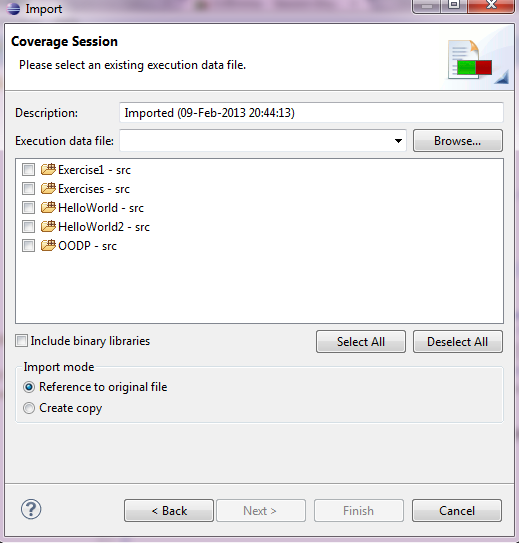 Import
Coverage Session
Please select an existing execution data file.
Description: Imported (09-Feb-2013 20:44:13)
Execution data file: Browse...
Exercise1 - src
Exercises - src
HelloWorld - src
HelloWorld2 - src
OODP - src
Include binary libraries Select All Deselect All
Import mode
Reference to original file
Create copy
? < Back Next > Finish Cancel